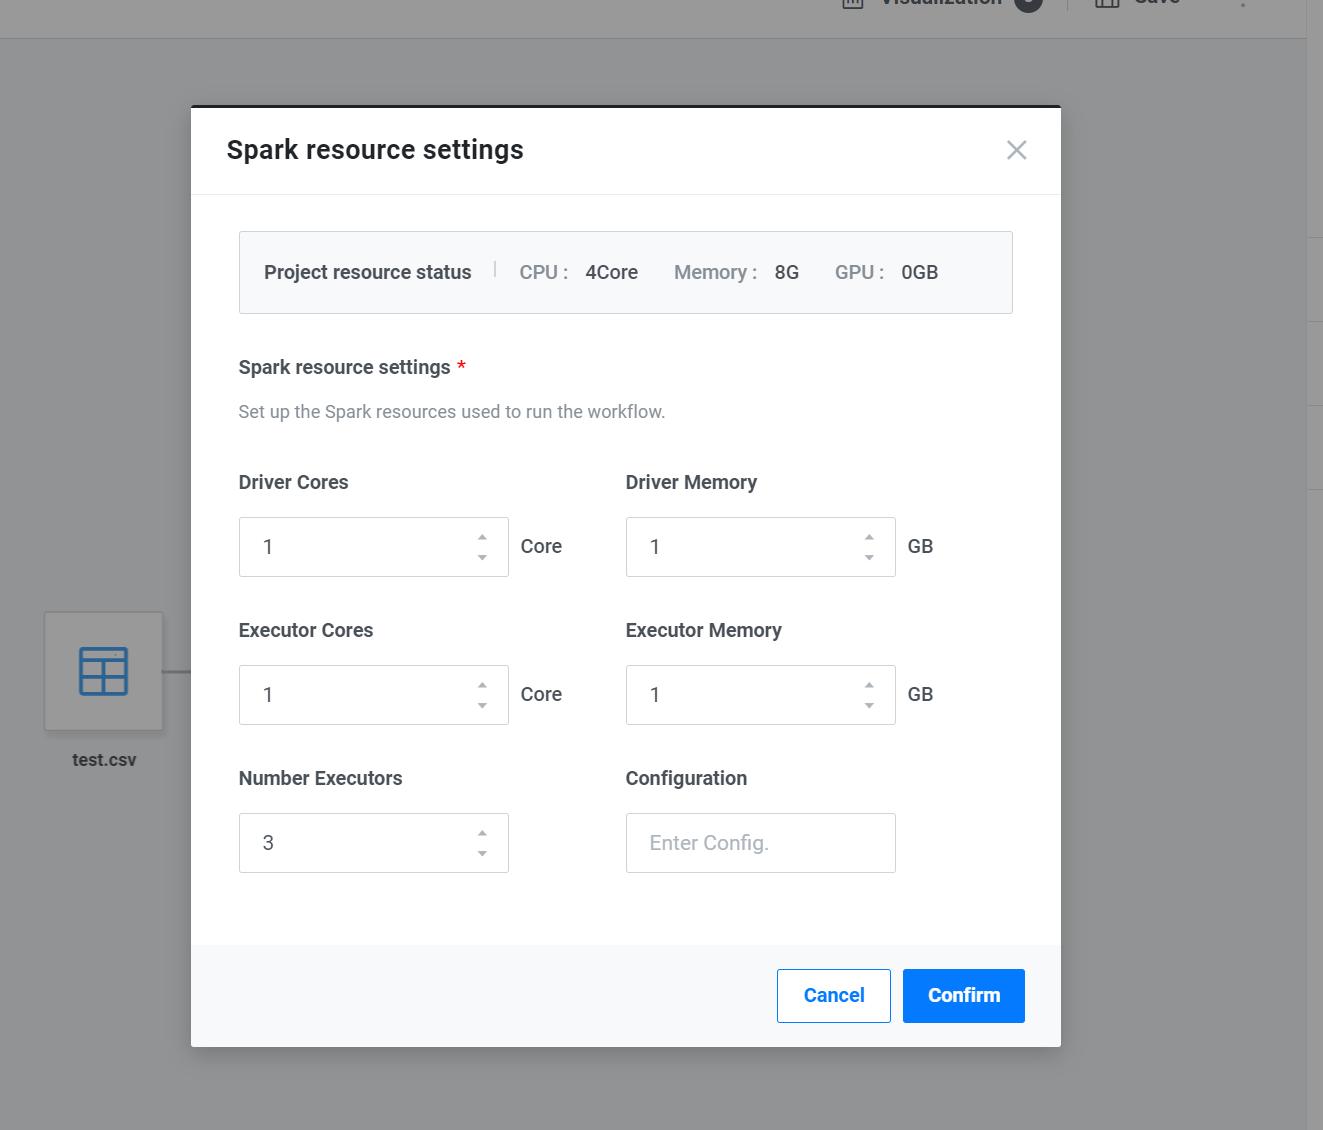 Visualization
Save
Spark resource settings
Project resource status CPU : 4Core Memory : 8G GPU : 0GB
Spark resource settings *
Set up the Spark resources used to run the workflow.
Driver Cores Driver Memory
1 Core 1 GB
Executor Cores Executor Memory
1 Core 1 GB
test.csv
Number Executors Configuration
3 Enter Config.
Cancel Confirm